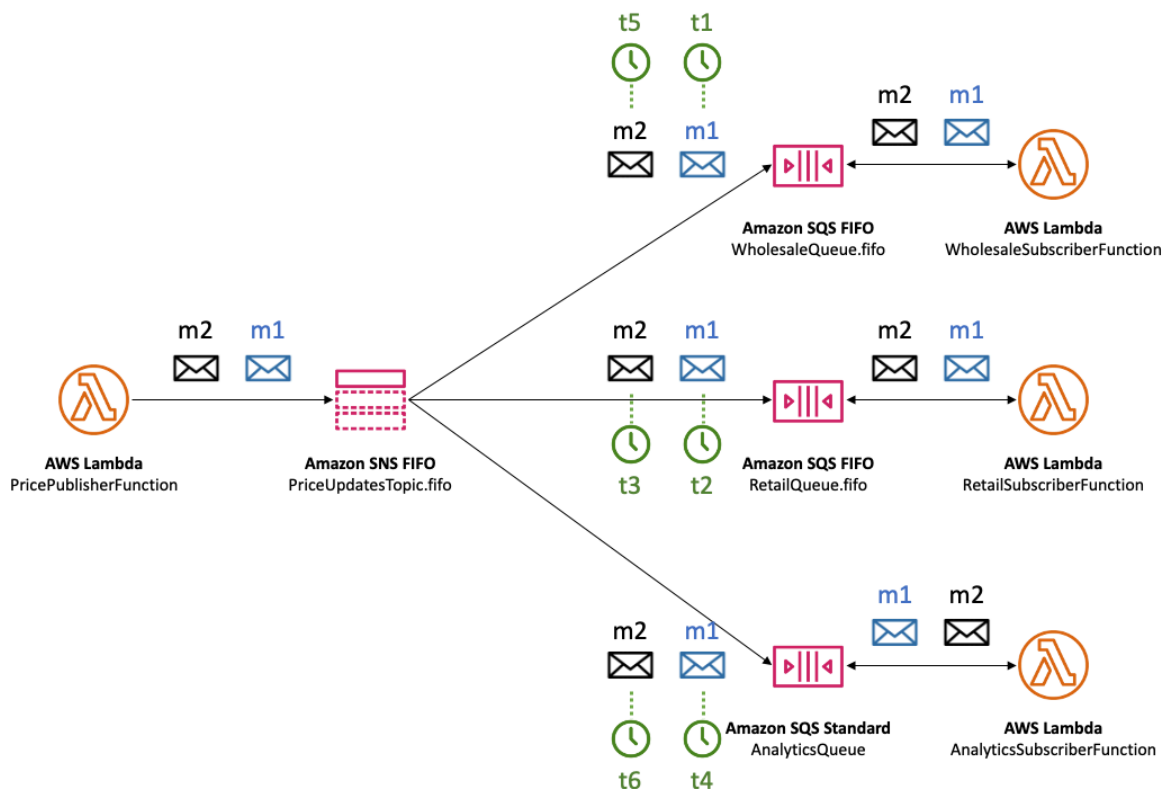 t5 t1
m2 m1
m2 m1
Amazon SQS FIFO
WholesaleQueue.fifo
AWS Lambda
WholesaleSubscriberFunction
m2 m1
AWS Lambda
PricePublisherFunction
Amazon SNS FIFO
PriceUpdatesTopic.fifo
m2 m1
t3 t2
m2 m1
Amazon SQS FIFO
RetailQueue.fifo
AWS Lambda
RetailSubscriberFunction
m2 m1
t6 t4
m1 m2
Amazon SQS Standard
AnalyticsQueue
AWS Lambda
AnalyticsSubscriberFunction